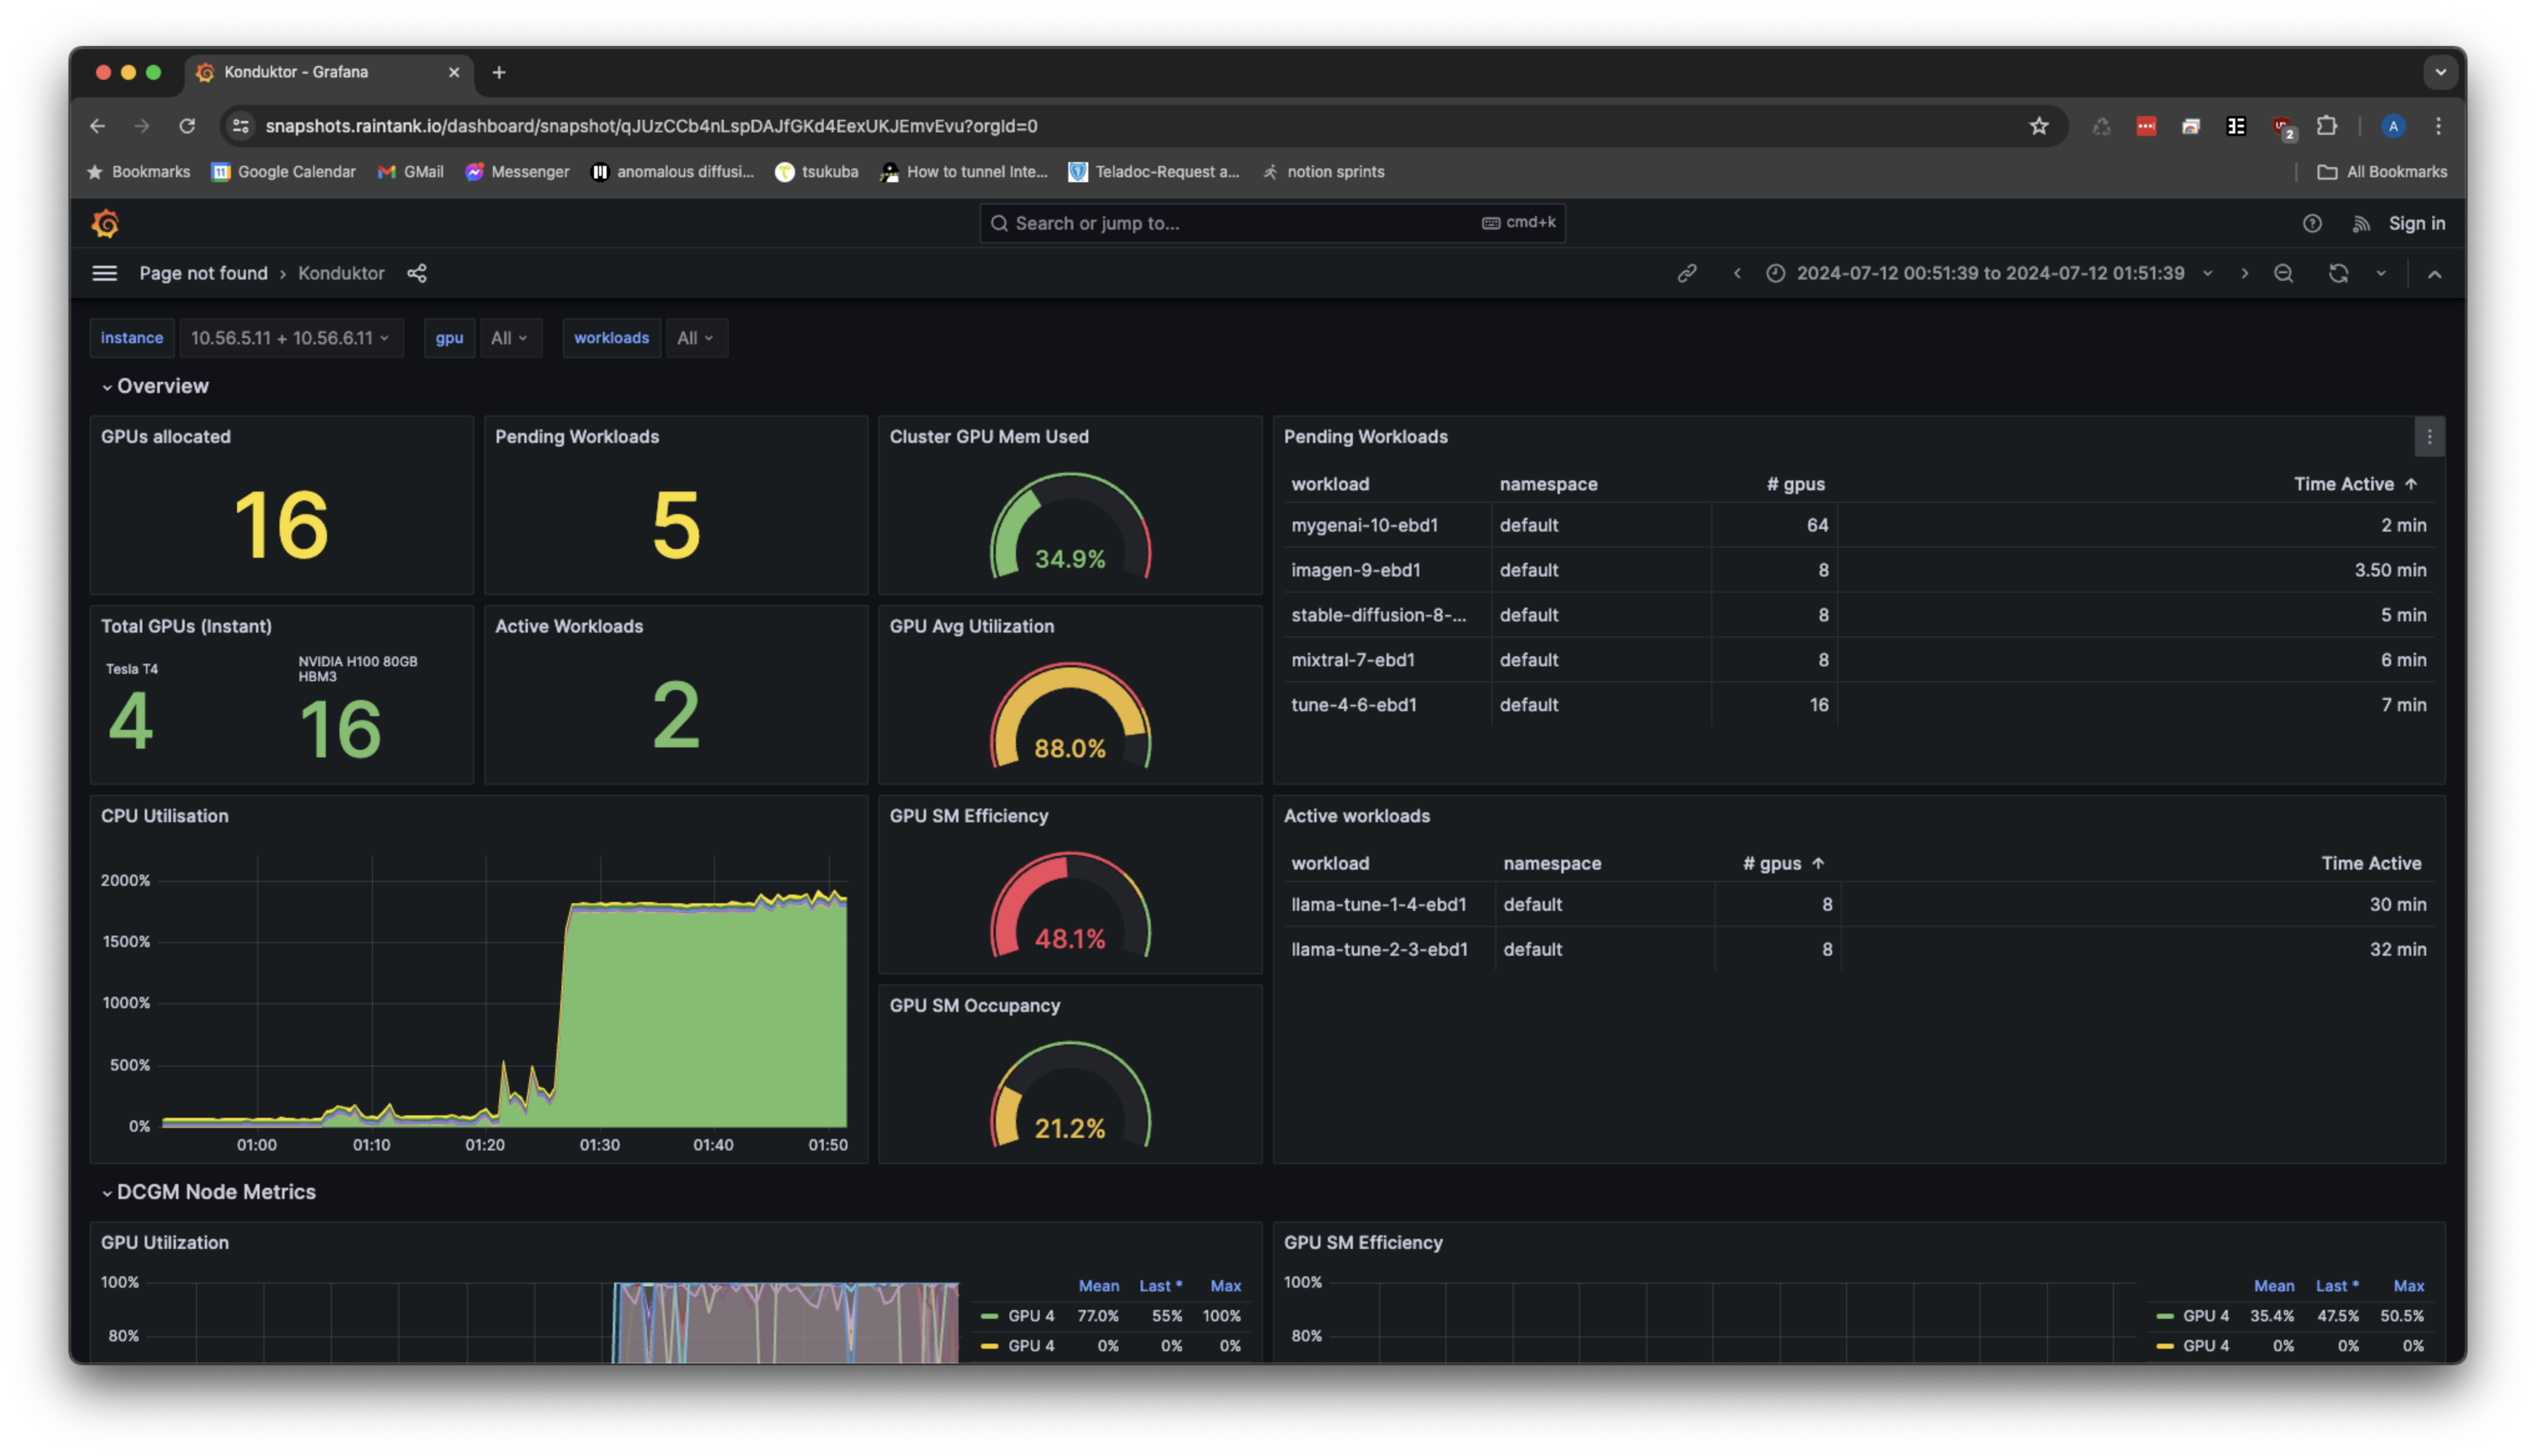 Konduktor - Grafana
snapshots.raintank.io/dashboard/snapshot/qJUzCCb4nLspDAJfGKd4EexUKJEmvEvu?orgId=0
2
A
Bookmarks
11 Google Calendar
GMail
Messenger
anomalous diffusi...
tsukuba
How to tunnel Inte...
Teladoc-Request a...
notion sprints
All Bookmarks
Search or jump to...
cmd+k
Sign in
Page not found › Konduktor
2024-07-12 00:51:39 to 2024-07-12 01:51:39
instance 10.56.5.11 + 10.56.6.11 gpu All workloads All
Overview
GPUs allocated
16
Pending Workloads
5
Cluster GPU Mem Used
34.9%
Pending Workloads
workload namespace # gpus Time Active
mygenai-10-ebd1 default 64 2 min
imagen-9-ebd1 default 8 3.50 min
stable-diffusion-8-... default 8 5 min
mixtral-7-ebd1 default 8 6 min
tune-4-6-ebd1 default 16 7 min
Total GPUs (Instant)
Tesla T4
4
NVIDIA H100 80GB
HBM3
16
Active Workloads
2
GPU Avg Utilization
88.0%
CPU Utilisation
2000%
1500%
1000%
500%
0%
01:00 01:10 01:20 01:30 01:40 01:50
GPU SM Efficiency
48.1%
GPU SM Occupancy
21.2%
Active workloads
workload namespace # gpus Time Active
llama-tune-1-4-ebd1 default 8 30 min
llama-tune-2-3-ebd1 default 8 32 min
DCGM Node Metrics
GPU Utilization
100%
80%
Mean Last * Max
GPU 4 77.0% 55% 100%
GPU 4 0% 0% 0%
GPU SM Efficiency
100%
80%
Mean Last * Max
GPU 4 35.4% 47.5% 50.5%
GPU 4 0% 0% 0%